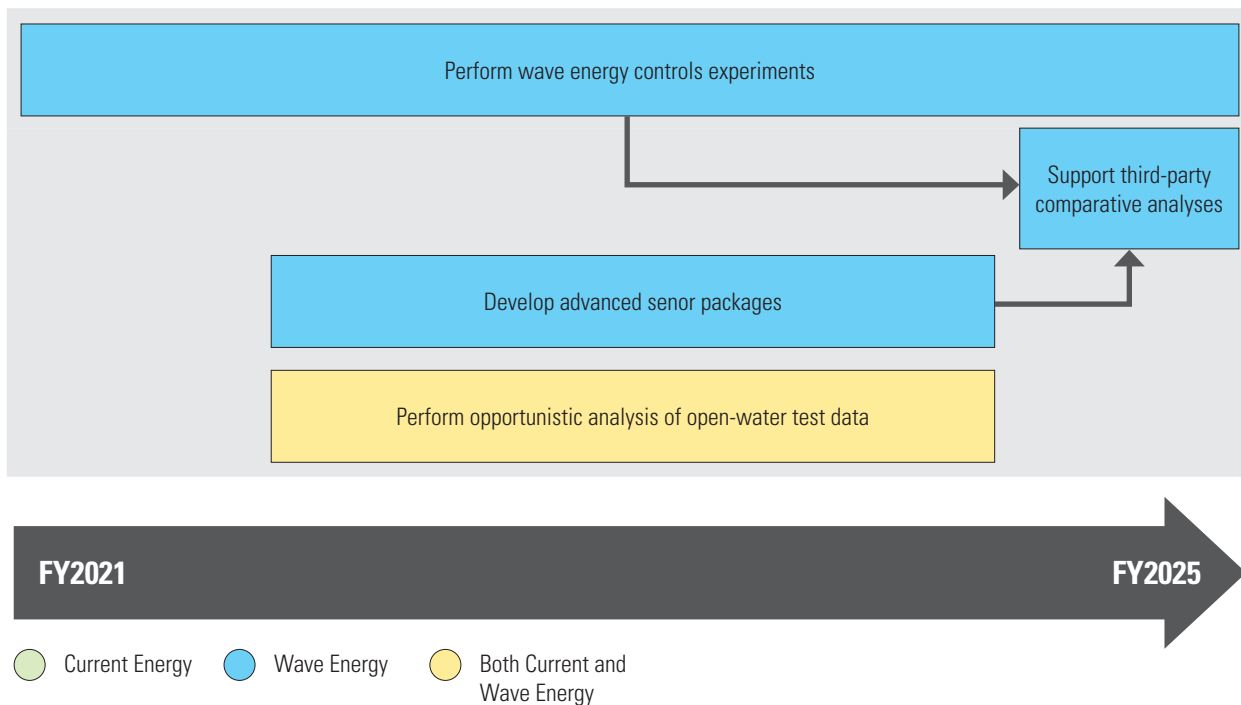 Perform wave energy controls experiments
Support third-party
comparative analyses
Develop advanced senor packages
Perform opportunistic analysis of open-water test data
FY2021
FY2025
Current Energy
Wave Energy
Both Current and
Wave Energy